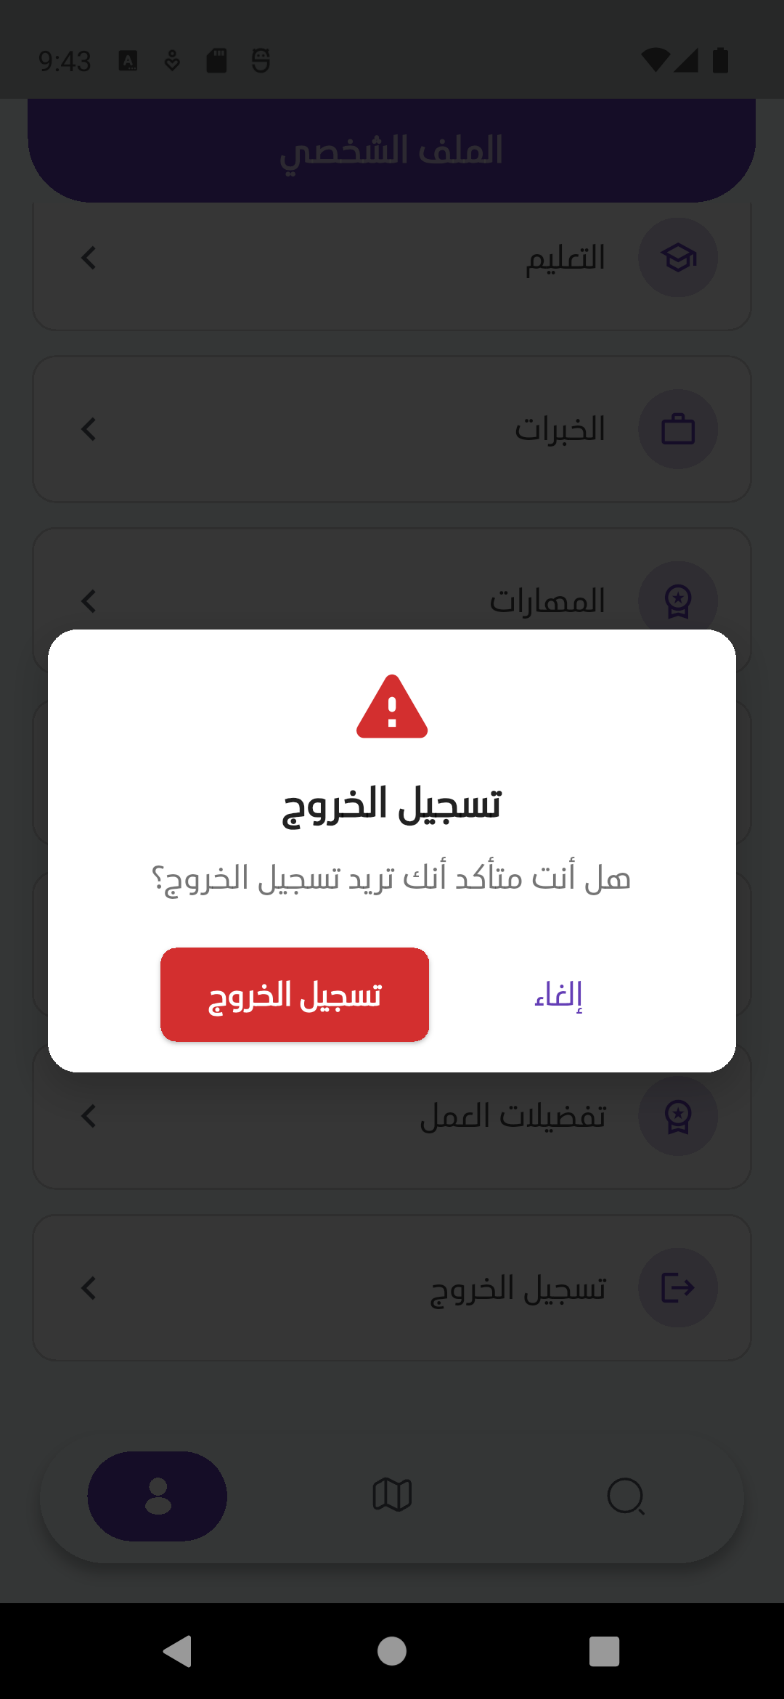 9:43
الملف الشخصي
التعليم
الخبرات
المهارات
تسجيل الخروج
هل أنت متأكد أنك تريد تسجيل الخروج؟
إلغاء
تسجيل الخروج
تفضيلات العمل
تسجيل الخروج